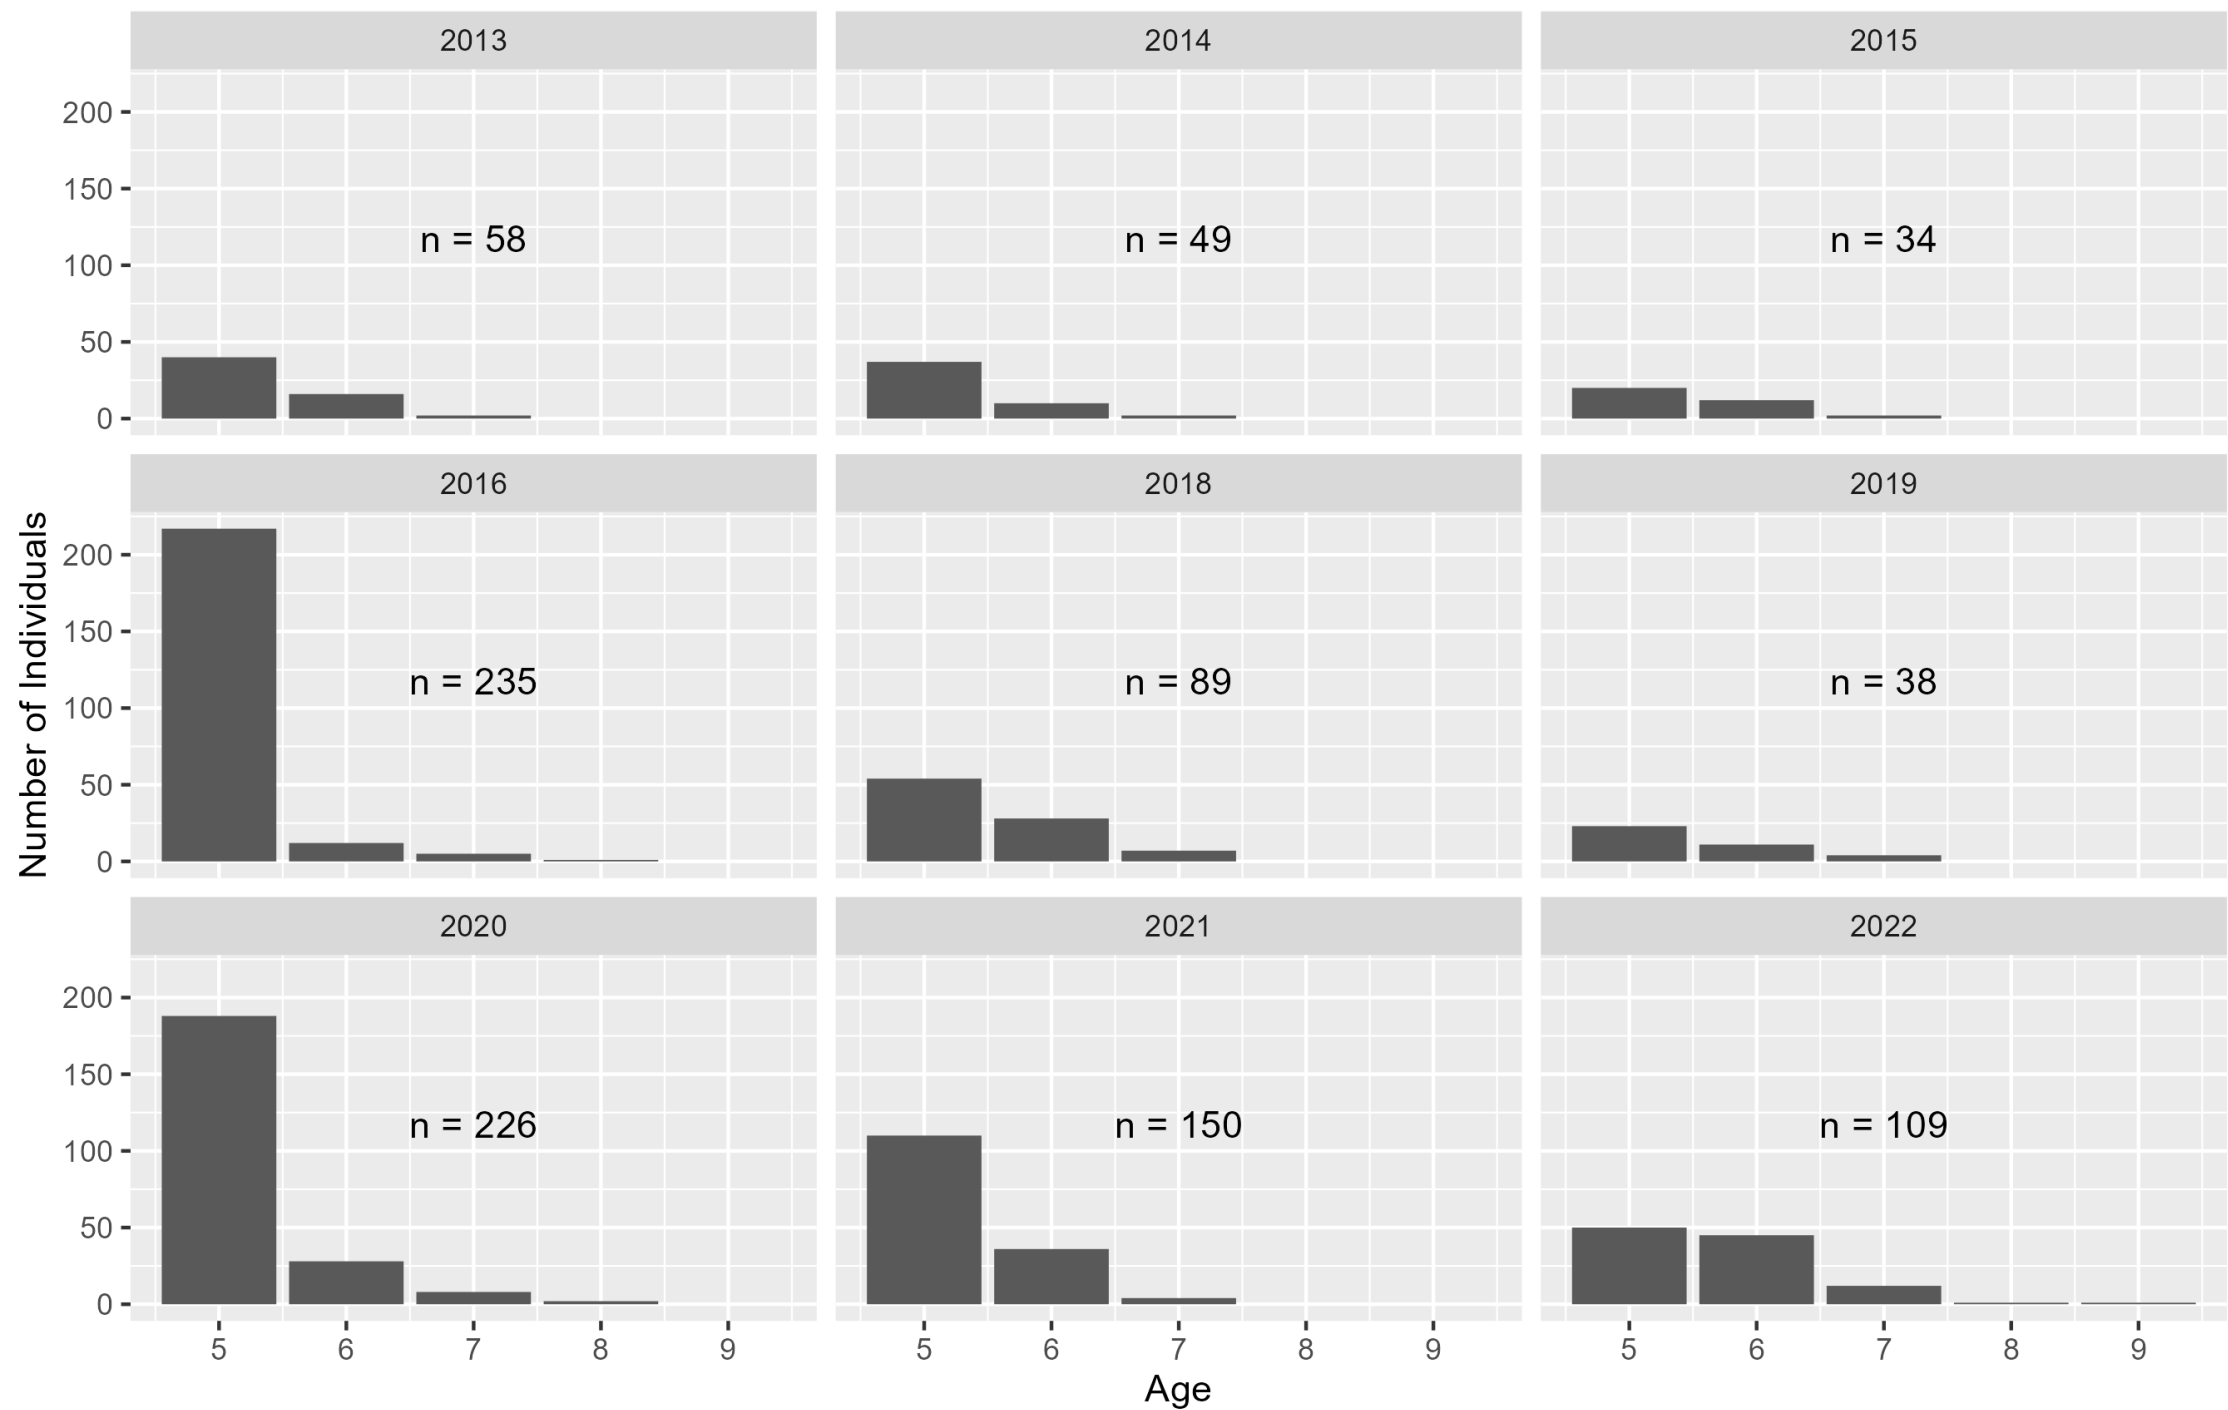 2013 2014 2015
200
150
n = 58 n = 49 n = 34
100
50
0
2016 2018 2019
Number of Individuals
200
150
n = 235 n = 89 n = 38
100
50
0
2020 2021 2022
200
150
n = 226 n = 150 n = 109
100
50
0
5 6 7 8 9 5 6 7 8 9 5 6 7 8 9
Age